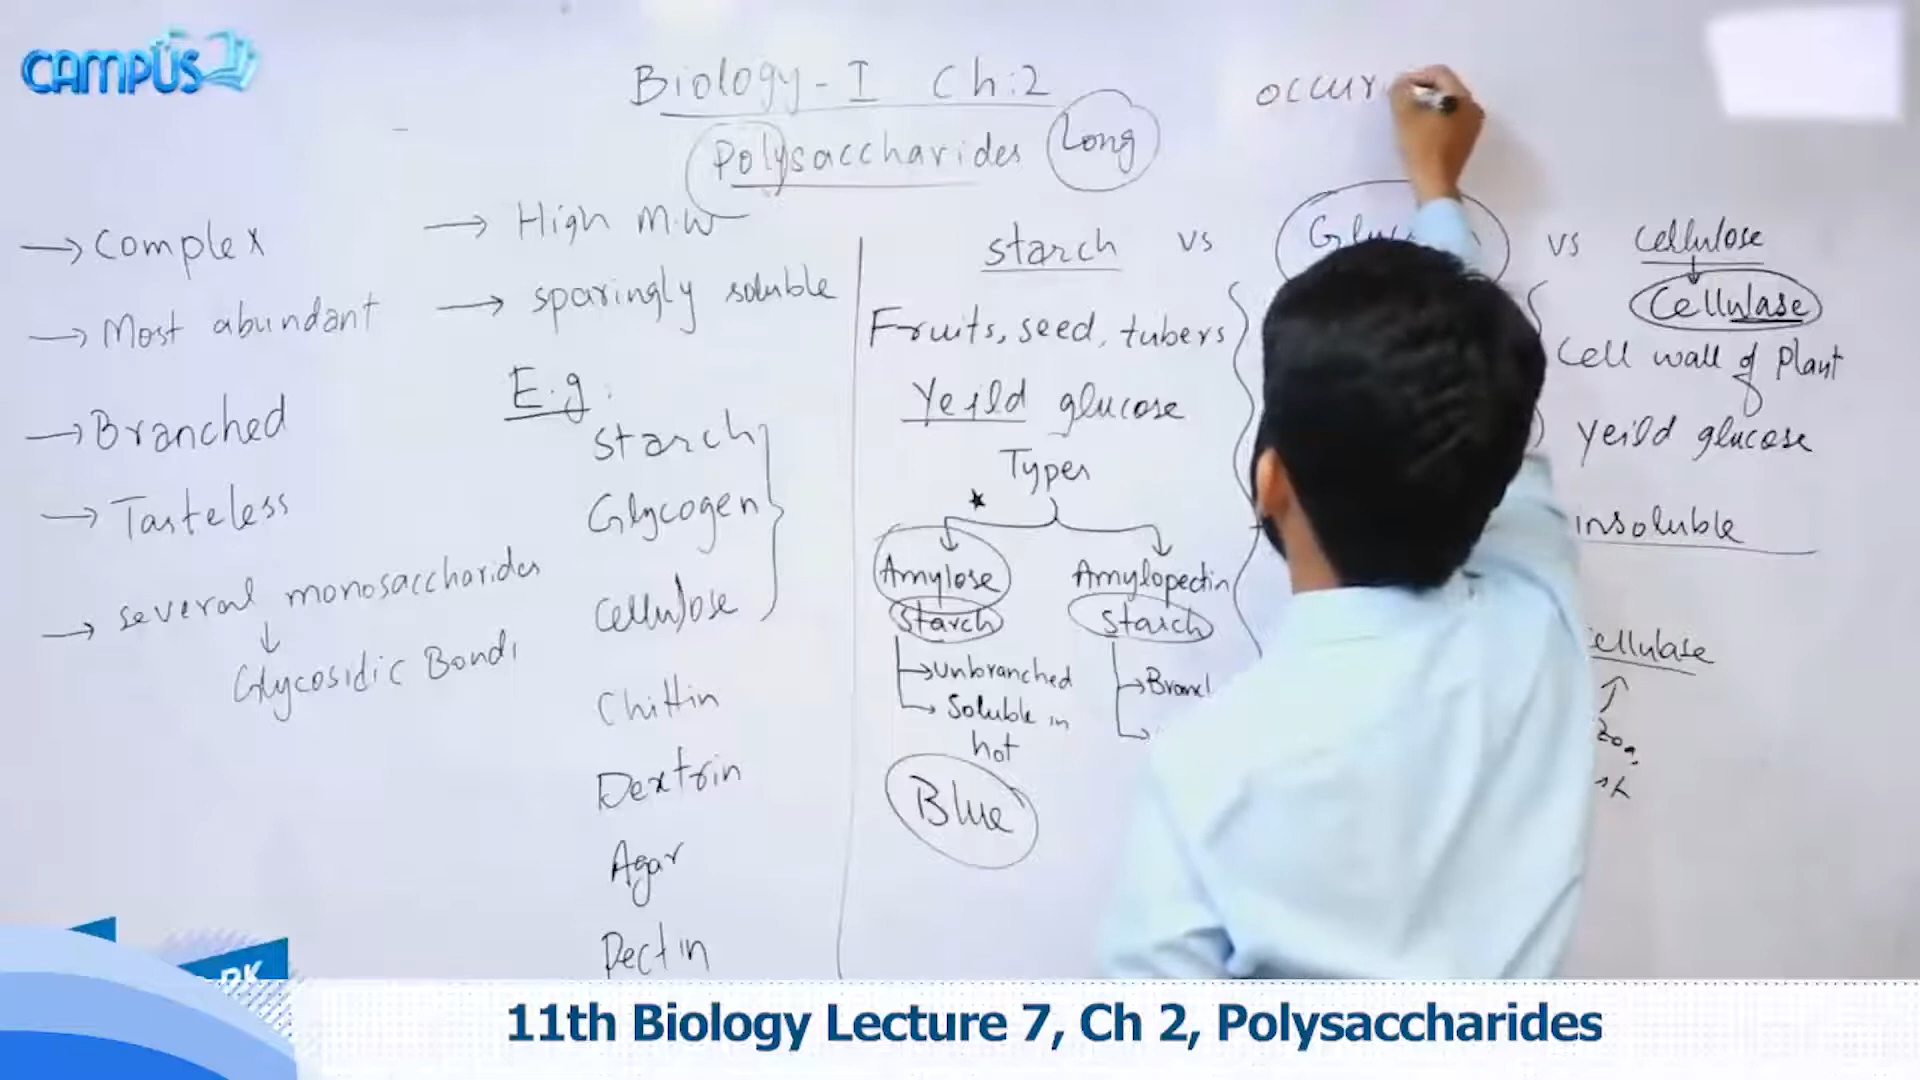 CAMPUS
Biology - I Ch:2
Polysaccharides Long
occur
→ Complex
→ Most abundant
→ Branched
→ Tasteless
→ several monosaccharides
↓
Glycosidic Bond
→ High M.W
→ sparingly soluble
E.g:
starch
Glycogen
Cellulose
Chittin
Dextrin
Agar
Pectin
starch vs
vs cellulose
Fruits, seed, tubers
Yeild glucose
Types
Amylose
starch
Unbranched
Soluble in
hot
Blue
Amylopectin
starch
Cellulase
Cell wall of Plant
Yeild glucose
insoluble
ellulase
PK
11th Biology Lecture 7, Ch 2, Polysaccharides